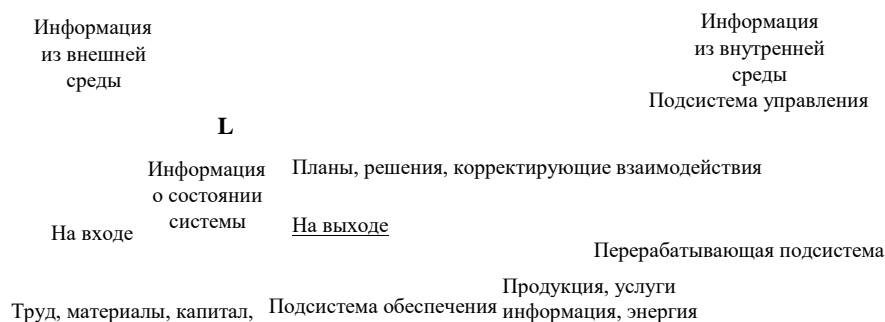 Информация
из внешней
среды
Информация
из внутренней
среды
Подсистема управления
L
Информация
о состоянии
системы
Планы, решения, корректирующие взаимодействия
На входе
На выходе
Перерабатывающая подсистема
Труд, материалы, капитал,
Подсистема обеспечения
Продукция, услуги
информация, энергия